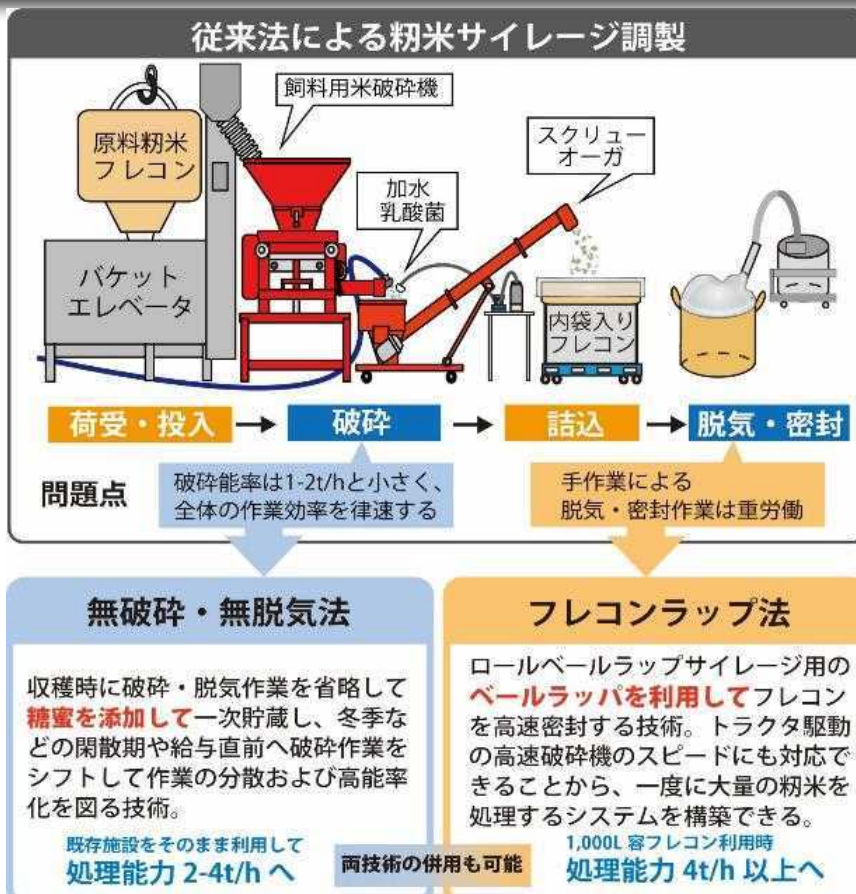 従来法による籾米サイレージ調製
飼料用米破砕機
原料籾米
フレコン
スクリュー
オーガ
加水
乳酸菌
バケット
エレベータ
内袋入り
フレコン
荷受・投入
破砕
詰込
脱気・密封
問題点
破砕能率は1-2t/hと小さく、
全体の作業効率を律速する
手作業による
脱気・密封作業は重労働
無破砕・無脱気法
収穫時に破砕・脱気作業を省略して
糖蜜を添加して一次貯蔵し、冬季な
どの閑散期や給与直前へ破砕作業を
シフトして作業の分散および高能率
化を図る技術。
既存施設をそのまま利用して
処理能力 2-4t/h へ
フレコンラップ法
ロールベールラップサイレージ用の
ベールラッパを利用してフレコン
を高速密封する技術。トラクタ駆動
の高速破砕機のスピードにも対応で
きることから、一度に大量の籾米を
処理するシステムを構築できる。
1,000L 容フレコン利用時
処理能力 4t/h 以上へ
両技術の併用も可能